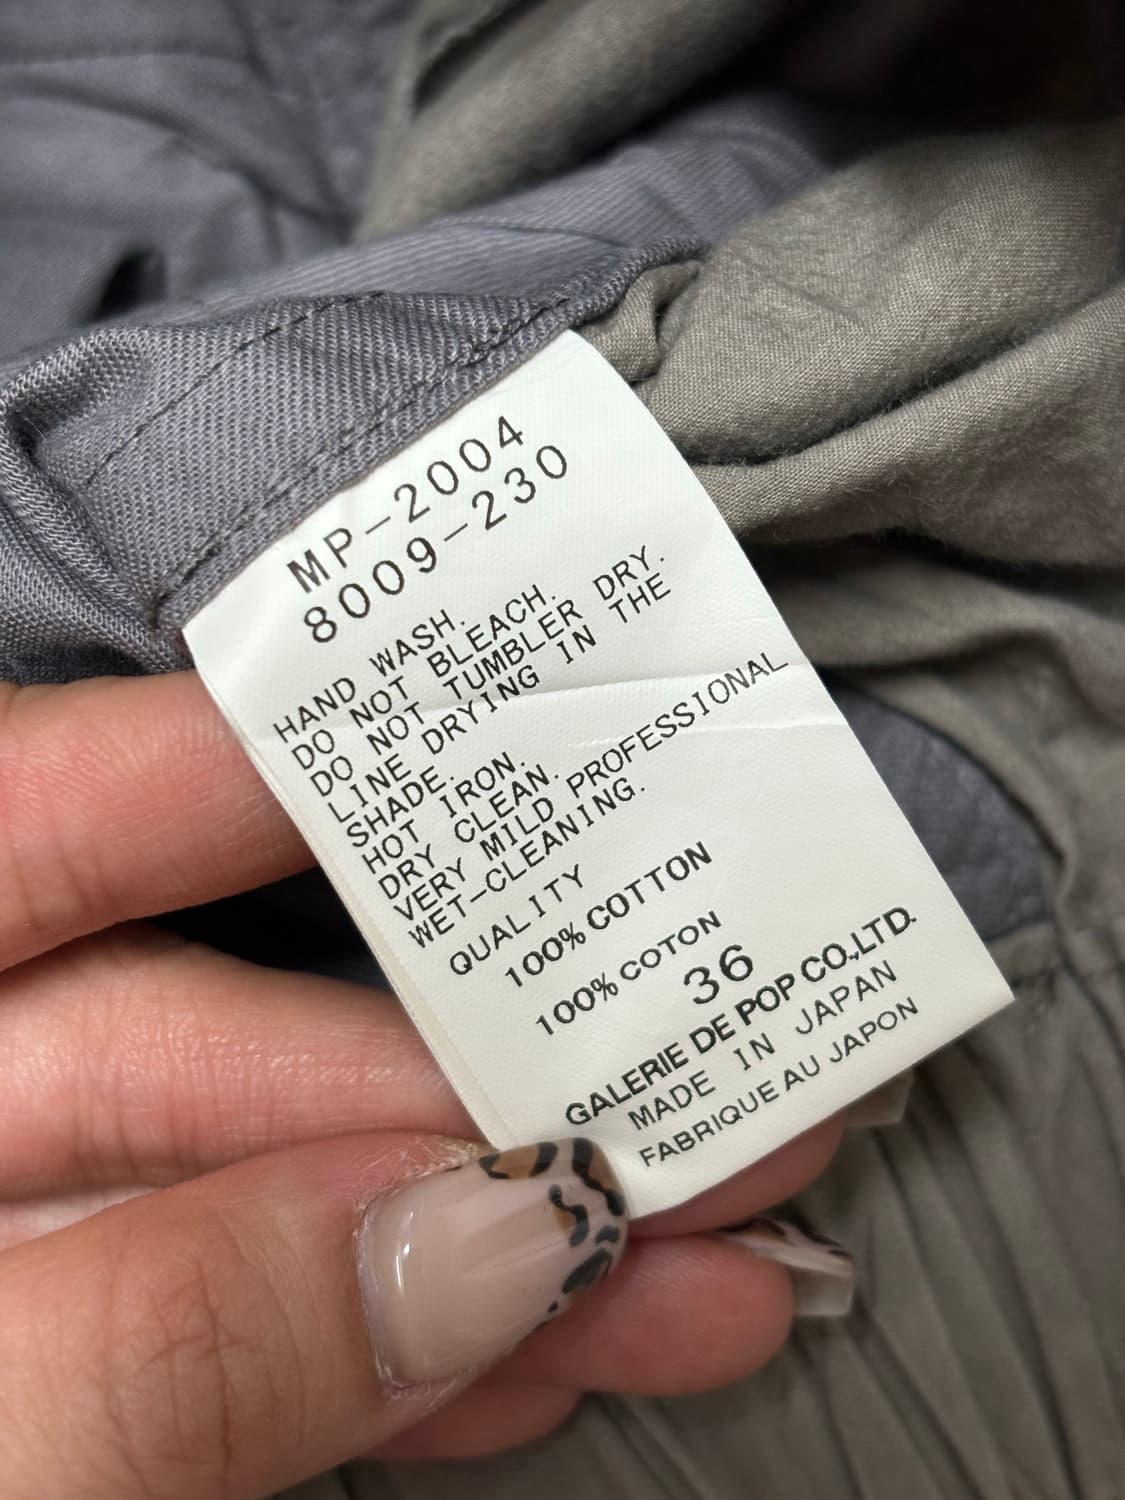 MP-2004
8009-230
HAND WASH.
DO NOT BLEACH.
DO NOT TUMBLER DRY.
LINE DRYING IN THE
SHADE.
HOT IRON.
DRY CLEAN.
VERY MILD PROFESSIONAL
WET-CLEANING.
QUALITY
100% COTTON
100% COTON
36
GALERIE DE POP CO.,LTD.
MADE IN JAPAN
FABRIQUE AU JAPON